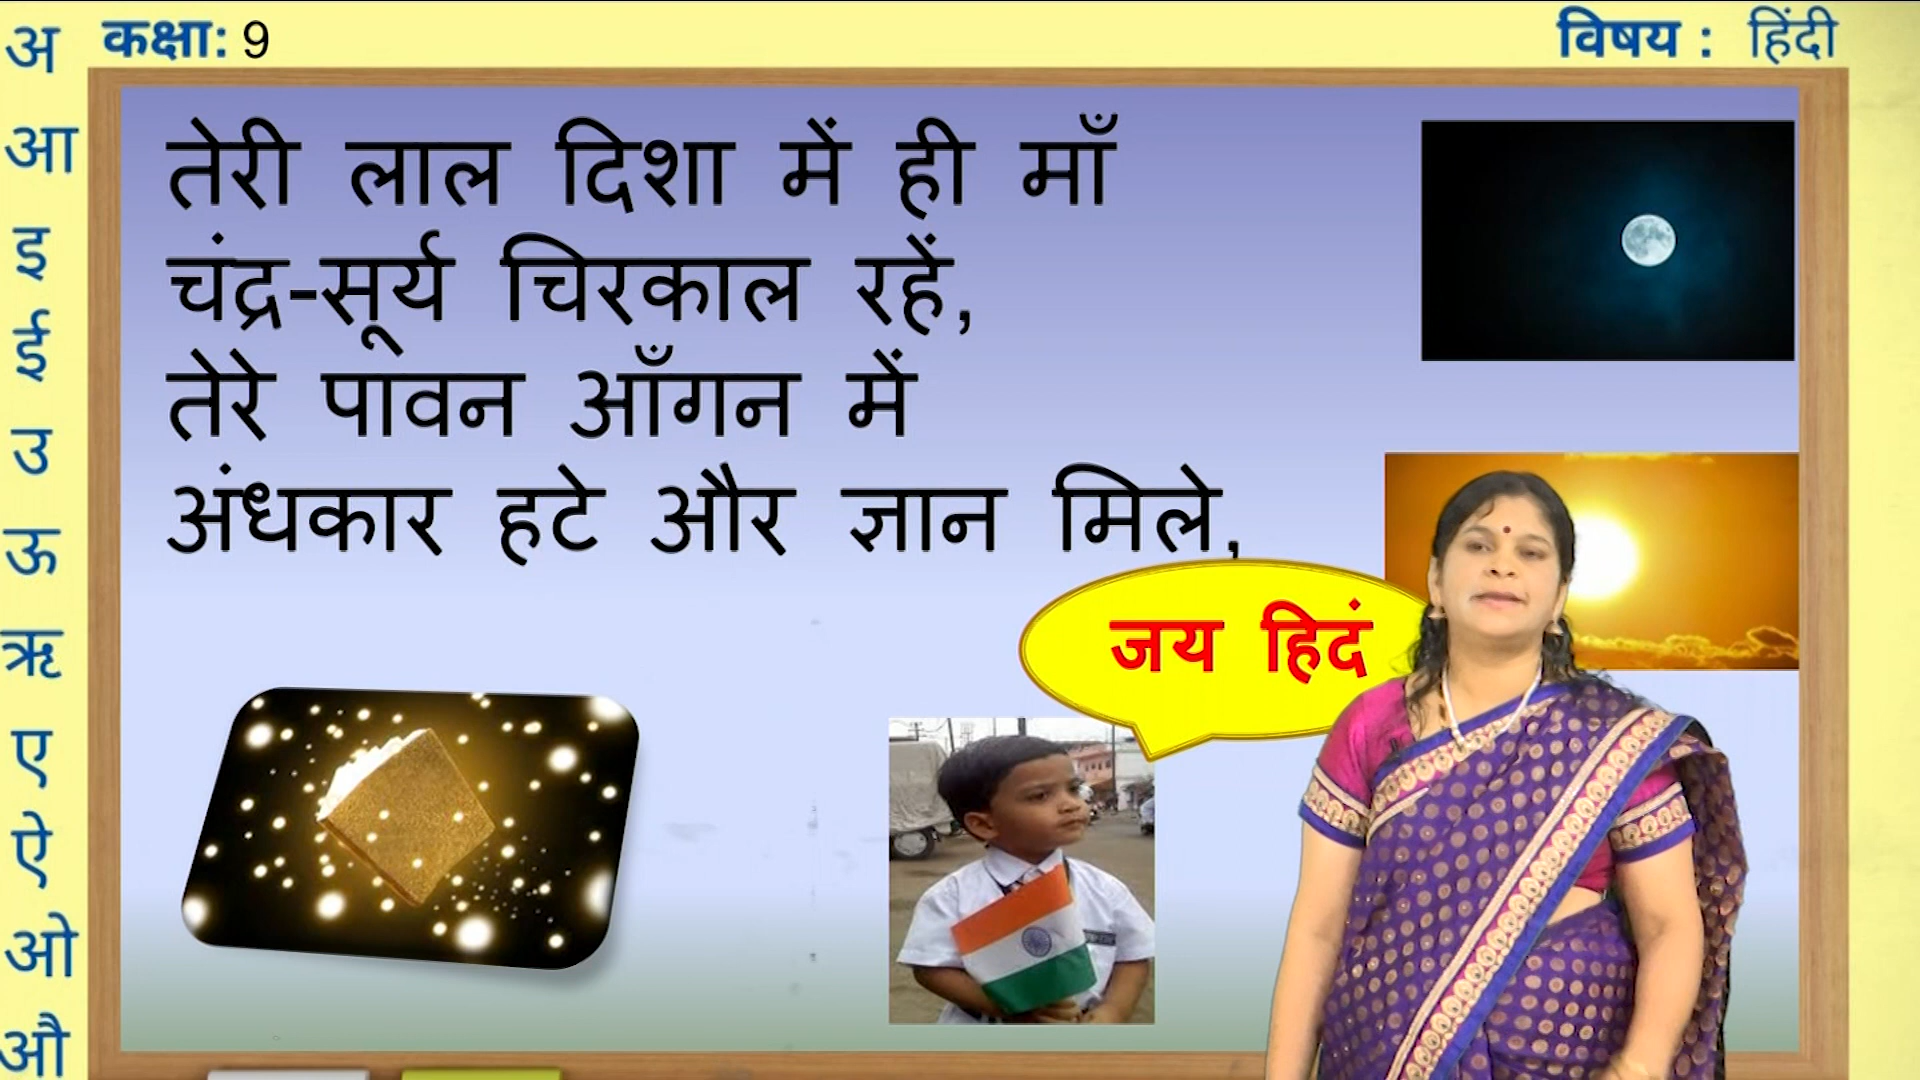 कक्षा: 9
विषय : हिंदी
तेरी लाल दिशा में ही माँ
चंद्र-सूर्य चिरकाल रहें,
तेरे पावन आँगन में
अंधकार हटे और ज्ञान मिले,
जय हिदं
अ
आ
इ
ई
उ
ऊ
ऋ
ए
ऐ
ओ
औ